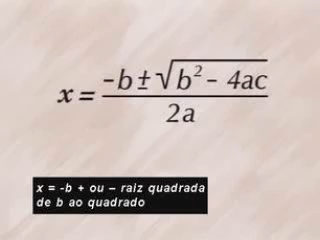 x = -b ± √b² - 4ac
2a
x = -b + ou – raiz quadrada
de b ao quadrado